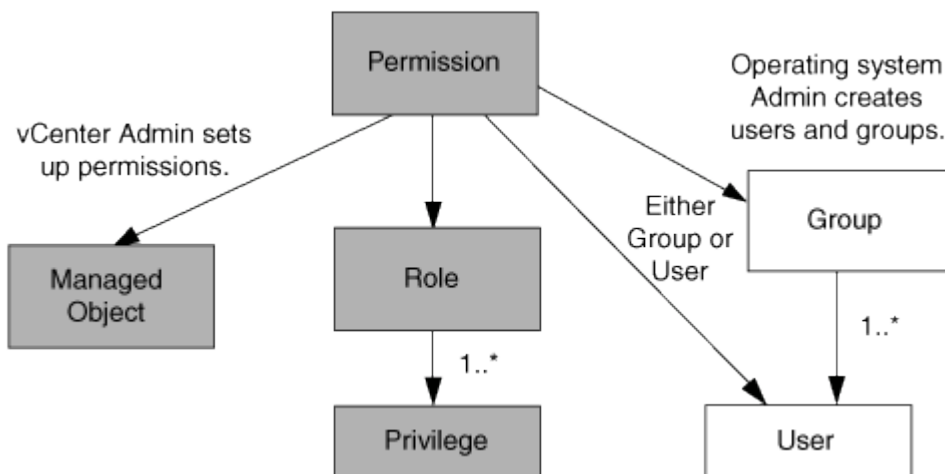 Permission
Operating system
Admin creates
users and groups.
vCenter Admin sets
up permissions.
Either
Group or
User
Group
Managed
Object
Role
1..*
1..*
Privilege
User